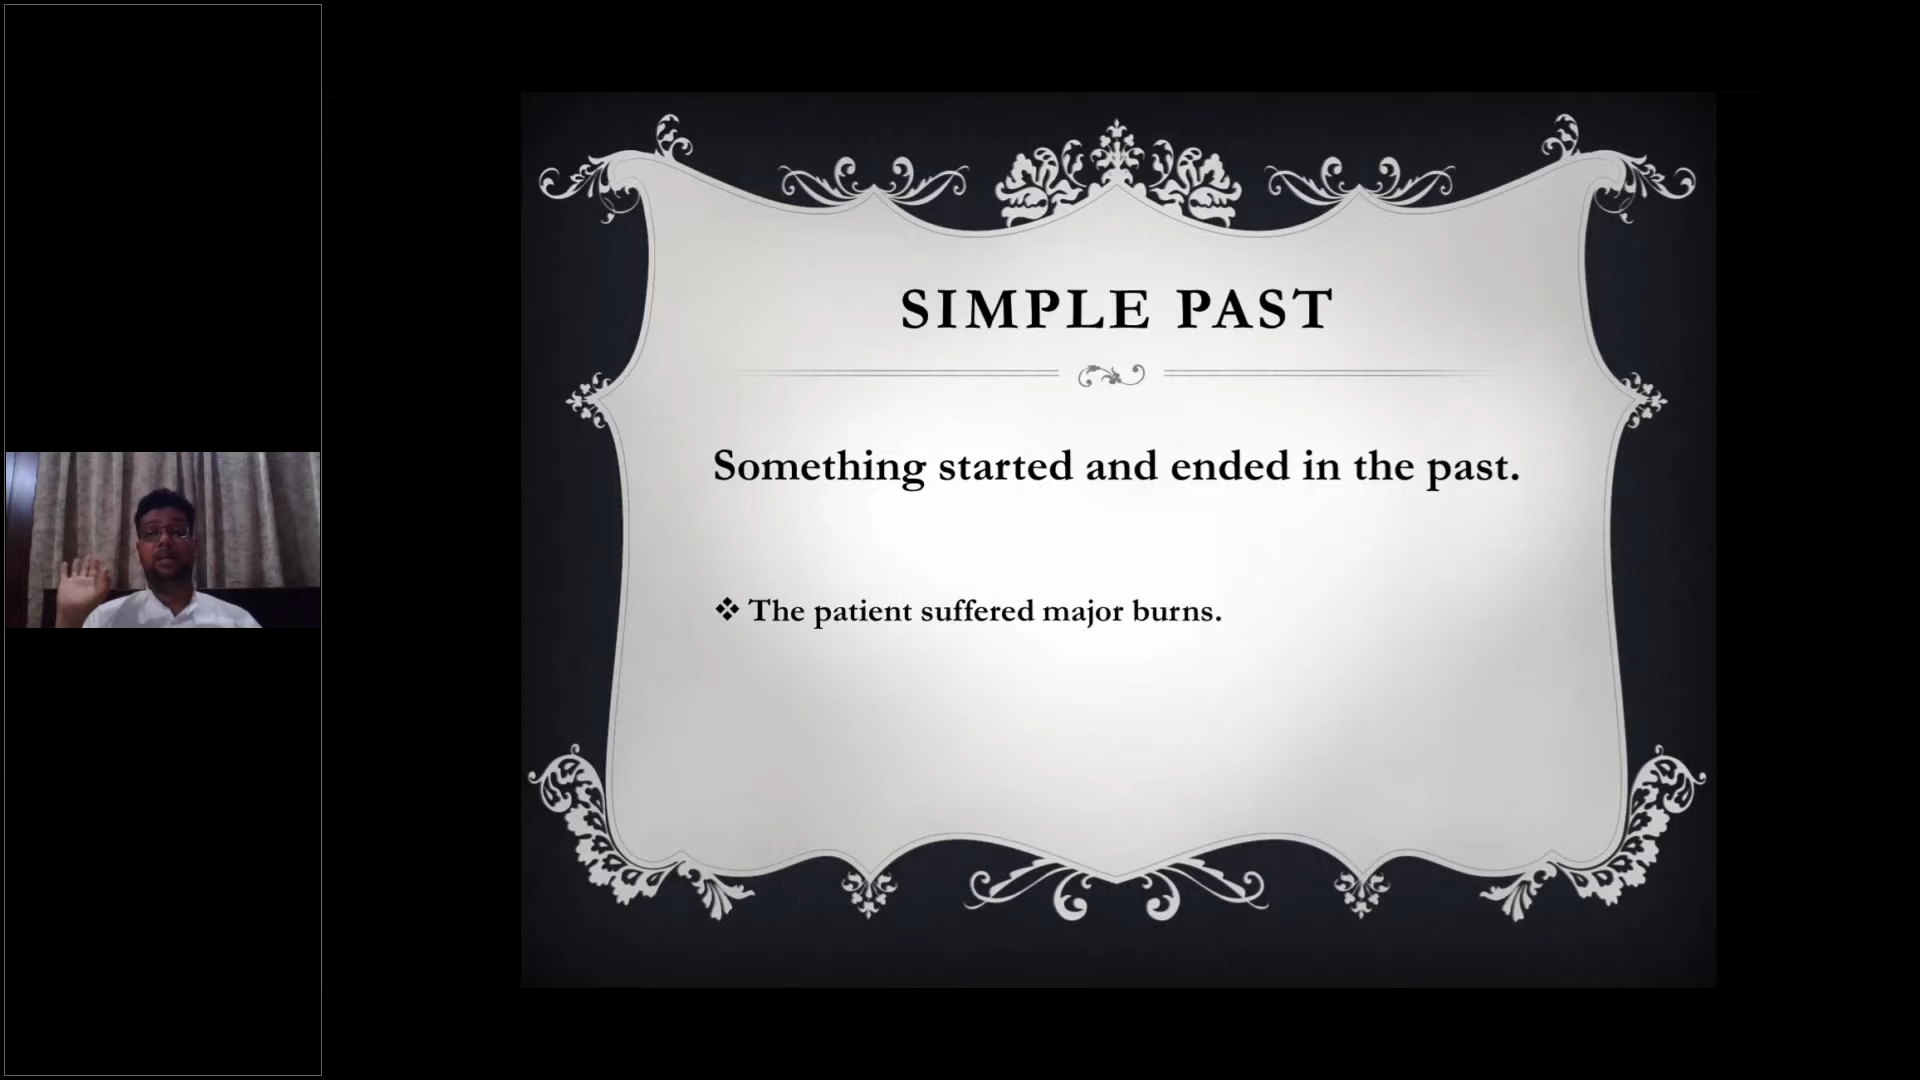 SIMPLE PAST
Something started and ended in the past.
❖ The patient suffered major burns.